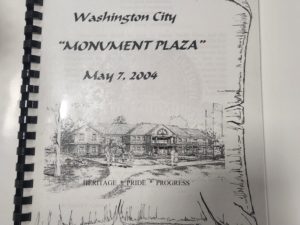 Washington City
"MONUMENT PLAZA"
May 7, 2004
HERITAGE * PRIDE * PROGRESS